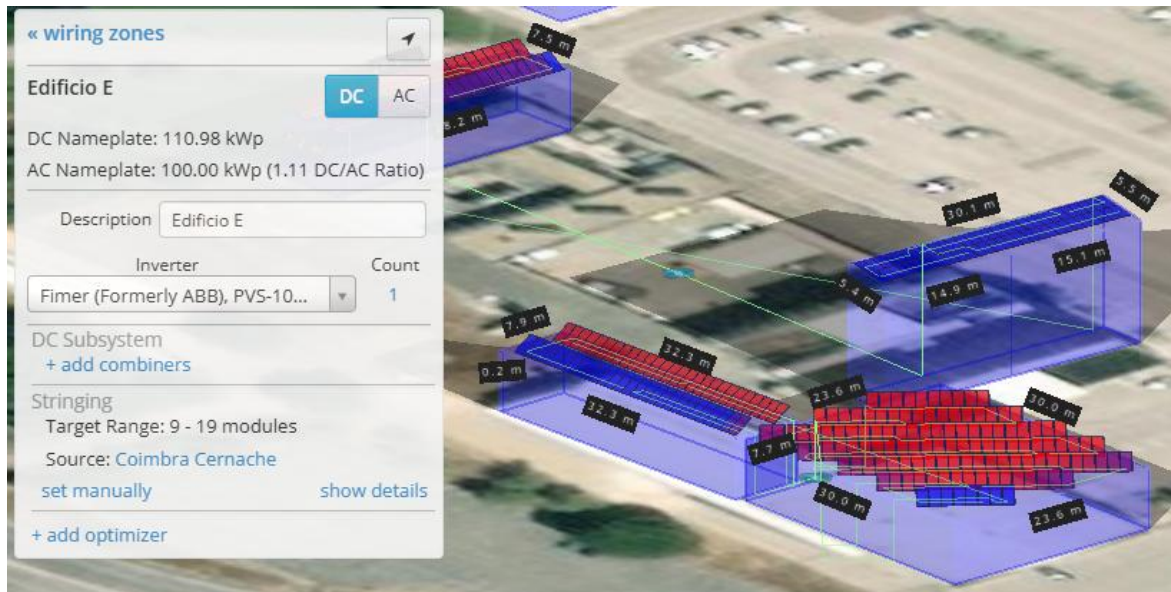 « wiring zones
Edificio E
DC AC
DC Nameplate: 110.98 kWp
AC Nameplate: 100.00 kWp (1.11 DC/AC Ratio)
Description Edificio E
Inverter Count
Fimer (Formerly ABB), PVS-10... 1
DC Subsystem
+ add combiners
Stringing
Target Range: 9 - 19 modules
Source: Coimbra Cernache
set manually show details
+ add optimizer
7.5 m
8.2 m
5.5 m
30.1 m
15.1 m
5.4 m
14.9 m
7.9 m
32.3 m
0.2 m
32.3 m
23.6 m
30.0 m
7.7 m
30.0 m
23.6 m